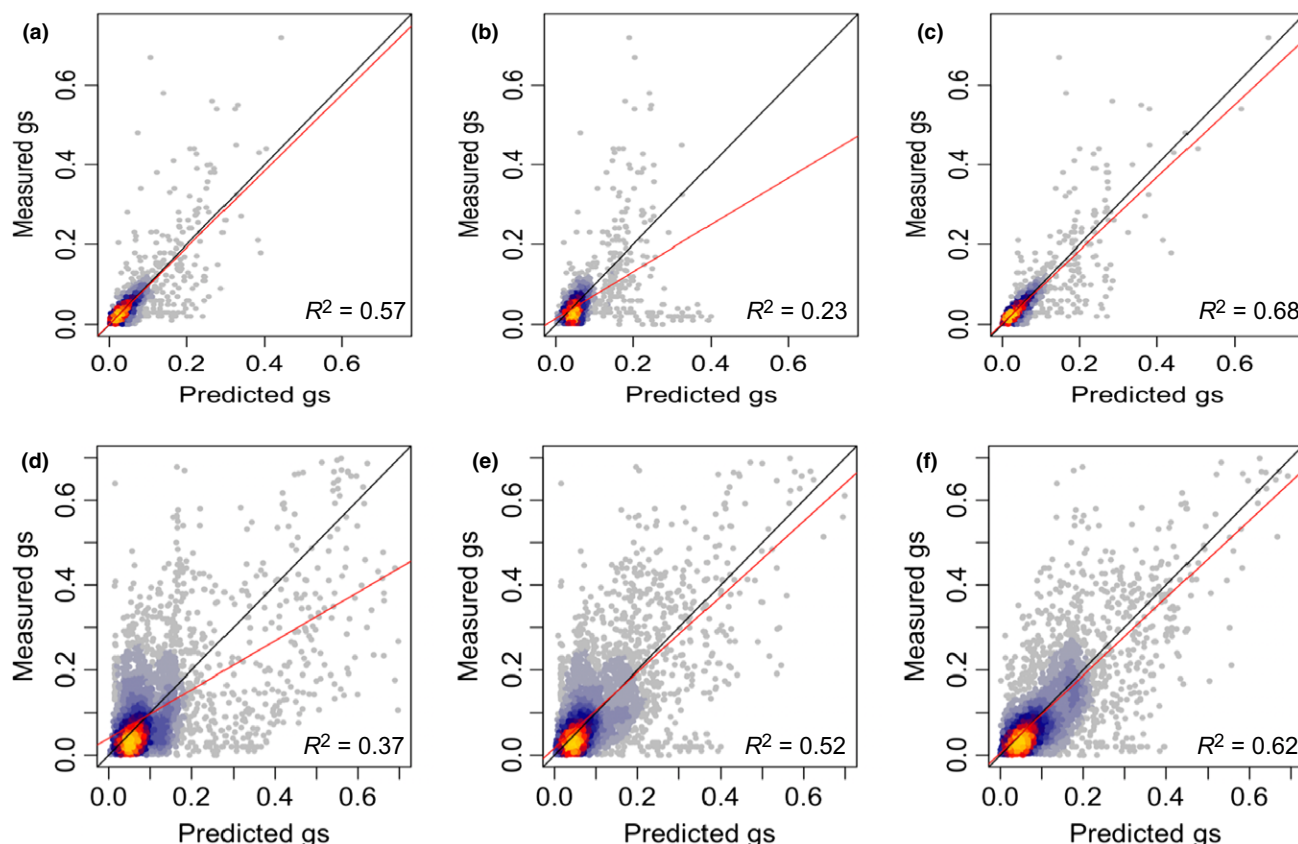 (a)
Measured gs
0.0 0.2 0.4 0.6
R² = 0.57
0.0 0.2 0.4 0.6
Predicted gs
(b)
Measured gs
0.0 0.2 0.4 0.6
R² = 0.23
0.0 0.2 0.4 0.6
Predicted gs
(c)
Measured gs
0.0 0.2 0.4 0.6
R² = 0.68
0.0 0.2 0.4 0.6
Predicted gs
(d)
Measured gs
0.0 0.2 0.4 0.6
R² = 0.37
0.0 0.2 0.4 0.6
Predicted gs
(e)
Measured gs
0.0 0.2 0.4 0.6
R² = 0.52
0.0 0.2 0.4 0.6
Predicted gs
(f)
Measured gs
0.0 0.2 0.4 0.6
R² = 0.62
0.0 0.2 0.4 0.6
Predicted gs